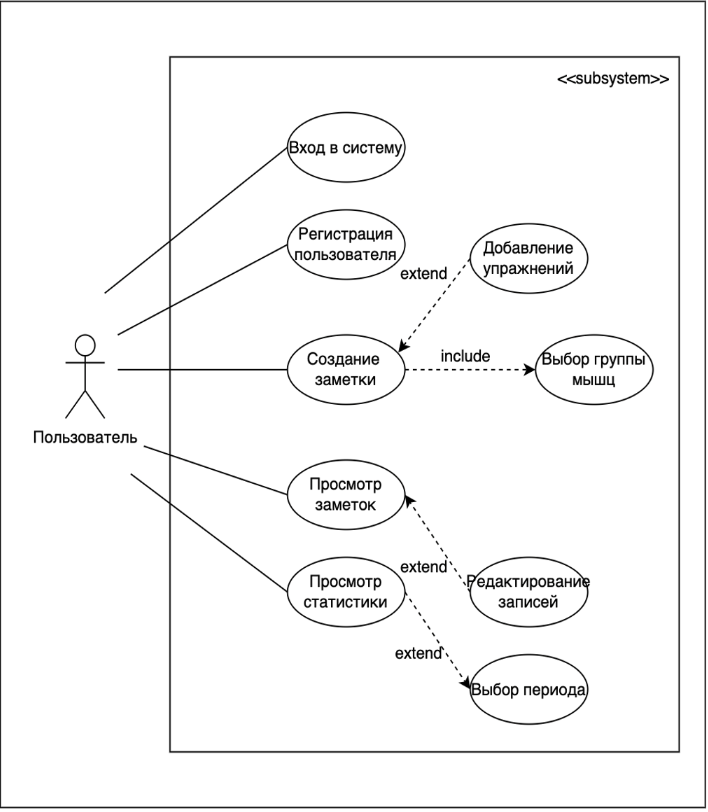 <<subsystem>>
Вход в систему
Регистрация
пользователя
Добавление
упражнений
extend
Создание
заметки
include
Выбор группы
мышц
Пользователь
Просмотр
заметок
extend
Редактирование
записей
Просмотр
статистики
extend
Выбор периода